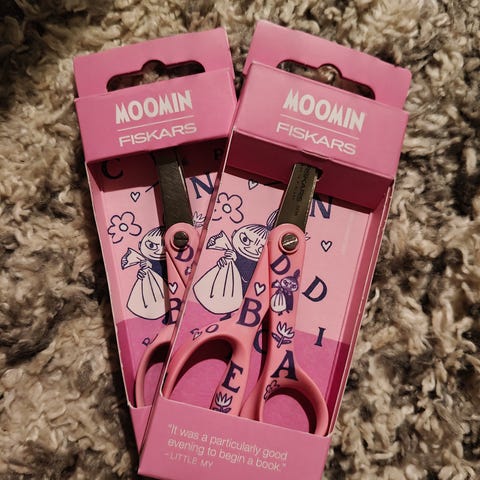 MOOMIN
FISKARS
MOOMIN
FISKARS
C
N
N
D
D
B
E
B
O
C
A
E
D
I
"It was a particularly good
evening to begin a book."
- LITTLE MY